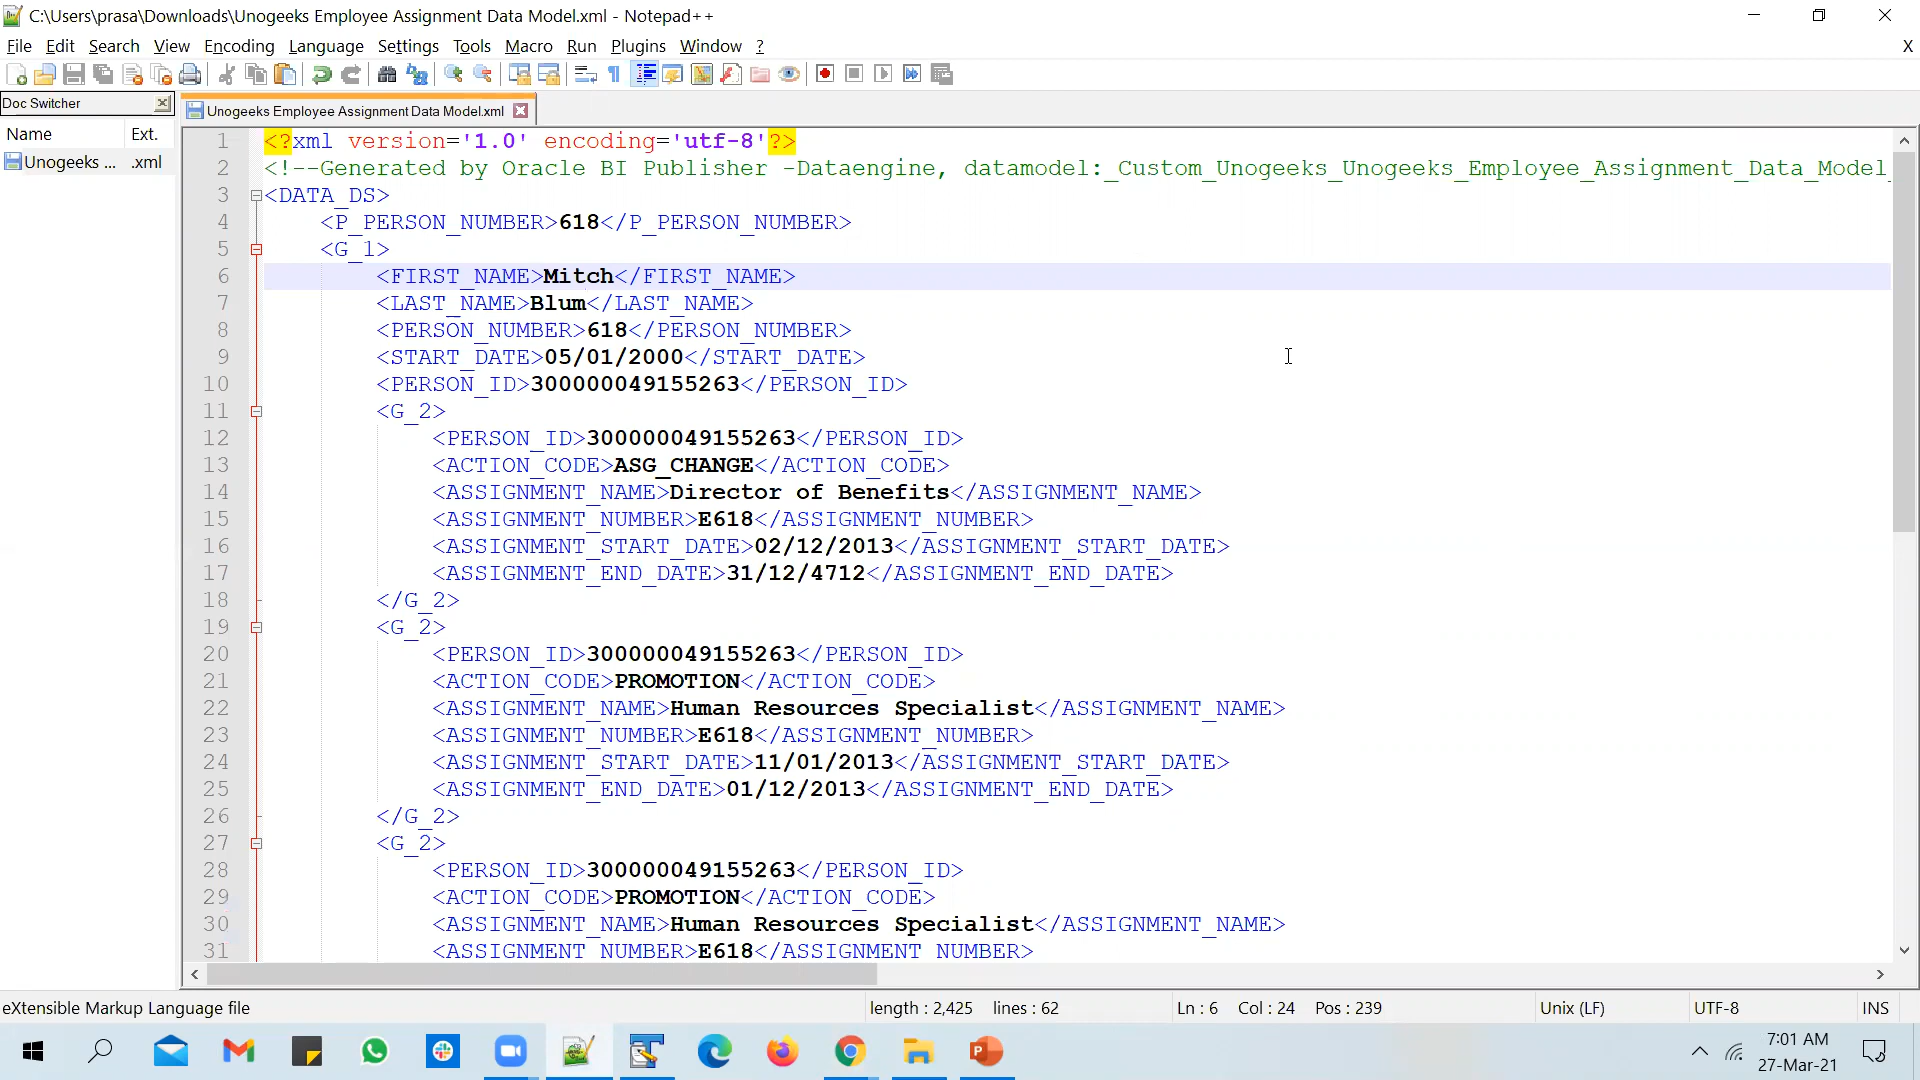 C:\Users\prasa\Downloads\Unogeeks Employee Assignment Data Model.xml - Notepad++
File Edit Search View Encoding Language Settings Tools Macro Run Plugins Window ? X
Doc Switcher
Unogeeks Employee Assignment Data Model.xml
Name Ext.
Unogeeks ... .xml
1 <?xml version='1.0' encoding='utf-8'?>
2 <!--Generated by Oracle BI Publisher -Dataengine, datamodel:_Custom_Unogeeks_Unogeeks_Employee_Assignment_Data_Model_
3 <DATA_DS>
4 <P_PERSON_NUMBER>618</P_PERSON_NUMBER>
5 <G_1>
6 <FIRST_NAME>Mitch</FIRST_NAME>
7 <LAST_NAME>Blum</LAST_NAME>
8 <PERSON_NUMBER>618</PERSON_NUMBER>
9 <START_DATE>05/01/2000</START_DATE>
10 <PERSON_ID>300000049155263</PERSON_ID>
11 <G_2>
12 <PERSON_ID>300000049155263</PERSON_ID>
13 <ACTION_CODE>ASG_CHANGE</ACTION_CODE>
14 <ASSIGNMENT_NAME>Director of Benefits</ASSIGNMENT_NAME>
15 <ASSIGNMENT_NUMBER>E618</ASSIGNMENT_NUMBER>
16 <ASSIGNMENT_START_DATE>02/12/2013</ASSIGNMENT_START_DATE>
17 <ASSIGNMENT_END_DATE>31/12/4712</ASSIGNMENT_END_DATE>
18 </G_2>
19 <G_2>
20 <PERSON_ID>300000049155263</PERSON_ID>
21 <ACTION_CODE>PROMOTION</ACTION_CODE>
22 <ASSIGNMENT_NAME>Human Resources Specialist</ASSIGNMENT_NAME>
23 <ASSIGNMENT_NUMBER>E618</ASSIGNMENT_NUMBER>
24 <ASSIGNMENT_START_DATE>11/01/2013</ASSIGNMENT_START_DATE>
25 <ASSIGNMENT_END_DATE>01/12/2013</ASSIGNMENT_END_DATE>
26 </G_2>
27 <G_2>
28 <PERSON_ID>300000049155263</PERSON_ID>
29 <ACTION_CODE>PROMOTION</ACTION_CODE>
30 <ASSIGNMENT_NAME>Human Resources Specialist</ASSIGNMENT_NAME>
31 <ASSIGNMENT_NUMBER>E618</ASSIGNMENT_NUMBER>
eXtensible Markup Language file length : 2,425 lines : 62 Ln : 6 Col : 24 Pos : 239 Unix (LF) UTF-8 INS
7:01 AM
27-Mar-21